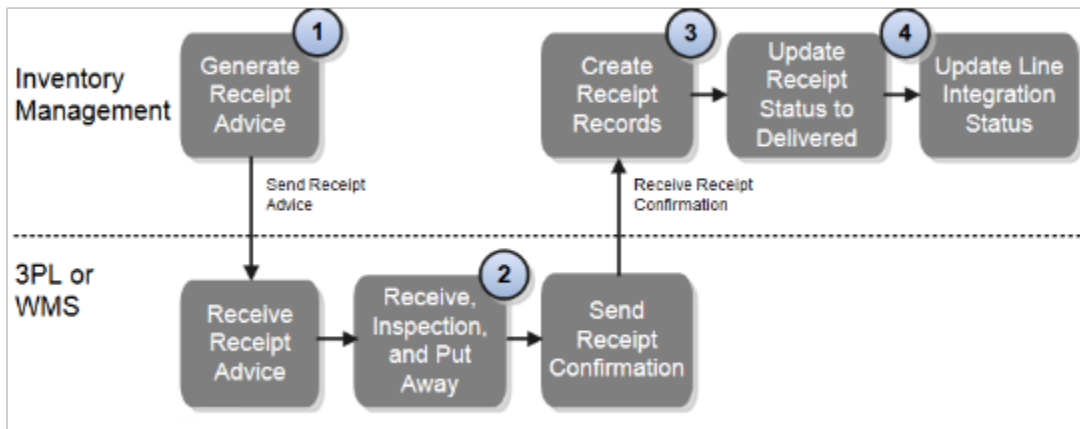 1
3
4
Inventory
Management
Generate
Receipt
Advice
Create
Receipt
Records
Update
Receipt
Status to
Delivered
Update Line
Integration
Status
Send Receipt
Advice
Receive Receipt
Confirmation
3PL or
WMS
2
Receive
Receipt
Advice
Receive,
Inspection,
and Put
Away
Send
Receipt
Confirmation